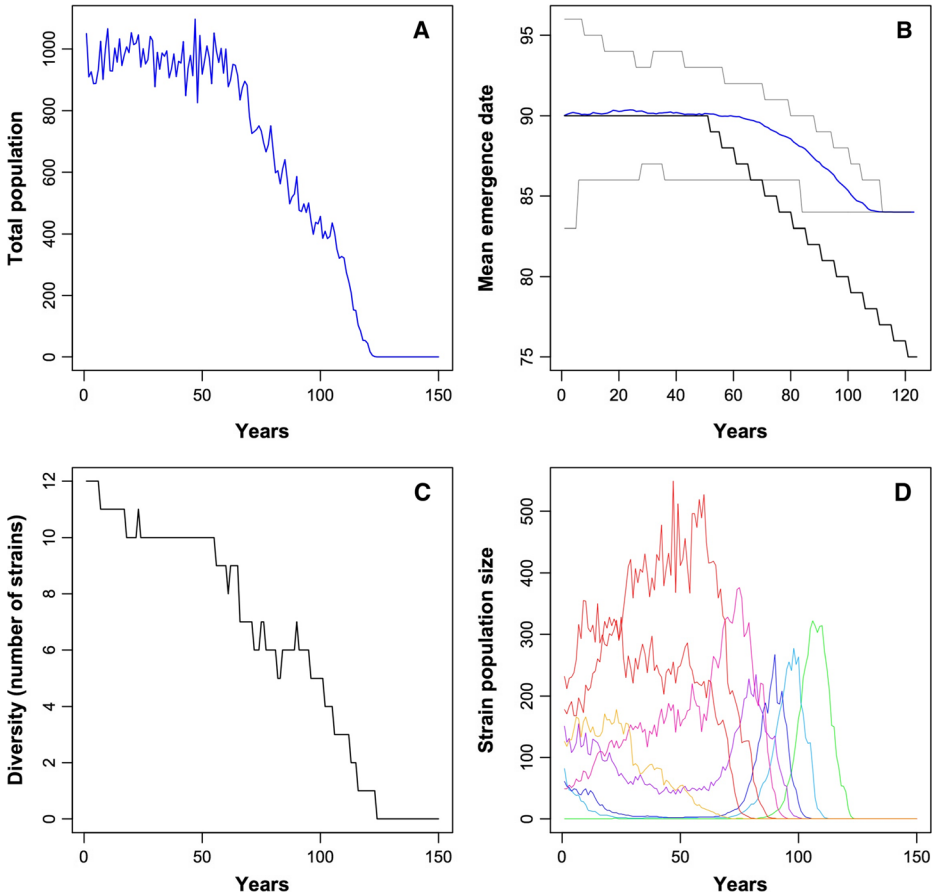 A
Total population
1000
800
600
400
200
0
0 50 100 150
Years
B
Mean emergence date
95
90
85
80
75
0 20 40 60 80 100 120
Years
C
Diversity (number of strains)
12
10
8
6
4
2
0
0 50 100 150
Years
D
Strain population size
500
400
300
200
100
0
0 50 100 150
Years